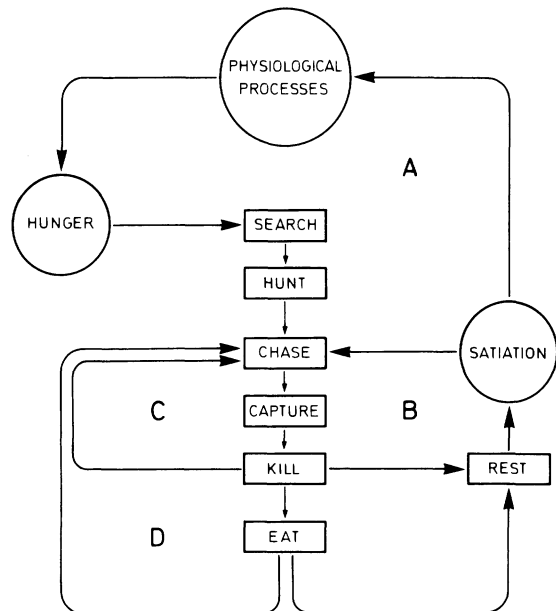 PHYSIOLOGICAL
PROCESSES
A
HUNGER
SEARCH
HUNT
CHASE
SATIATION
C
CAPTURE
B
KILL
REST
D
EAT